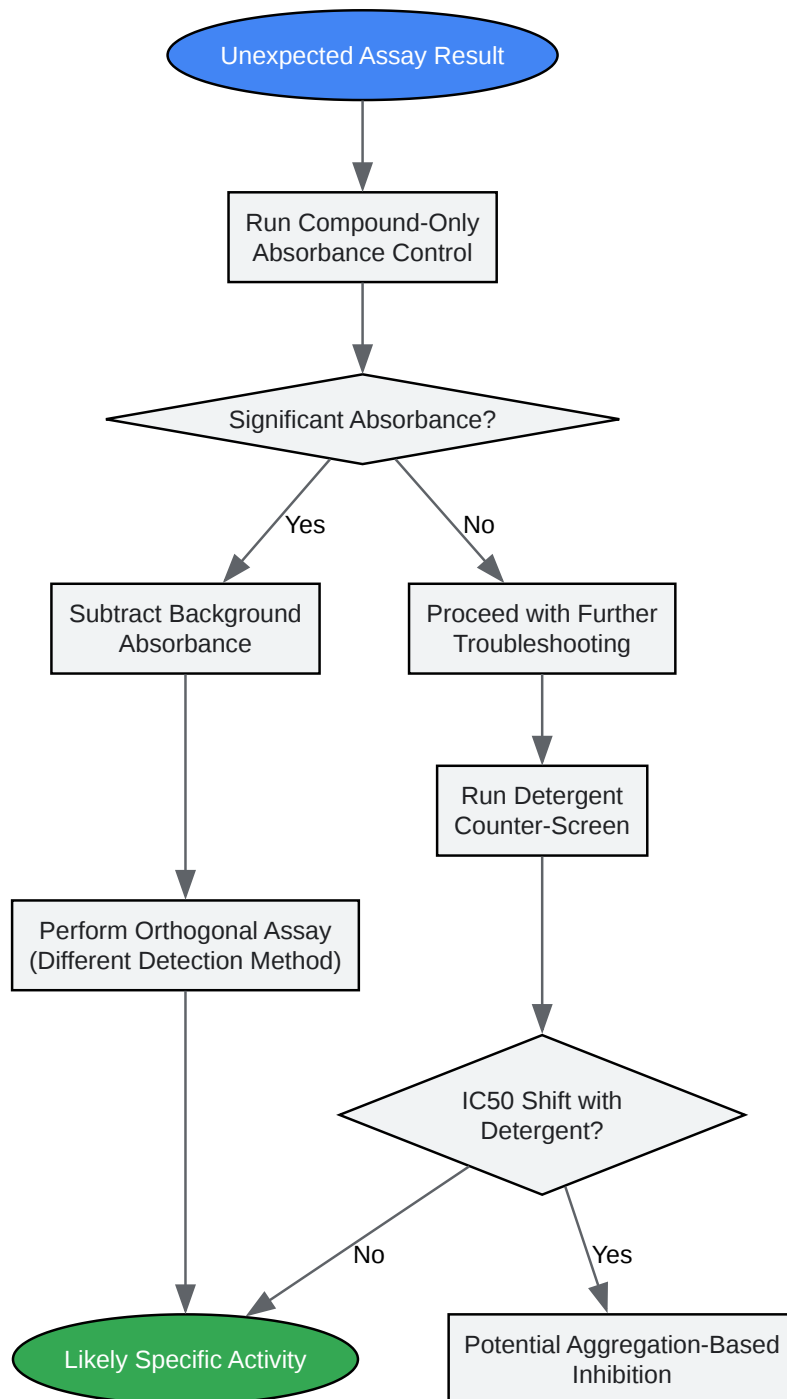 Unexpected Assay Result
Run Compound-Only
Absorbance Control
Significant Absorbance?
Yes
No
Subtract Background
Absorbance
Proceed with Further
Troubleshooting
Run Detergent
Counter-Screen
Perform Orthogonal Assay
(Different Detection Method)
IC50 Shift with
Detergent?
No
Yes
Likely Specific Activity
Potential Aggregation-Based
Inhibition